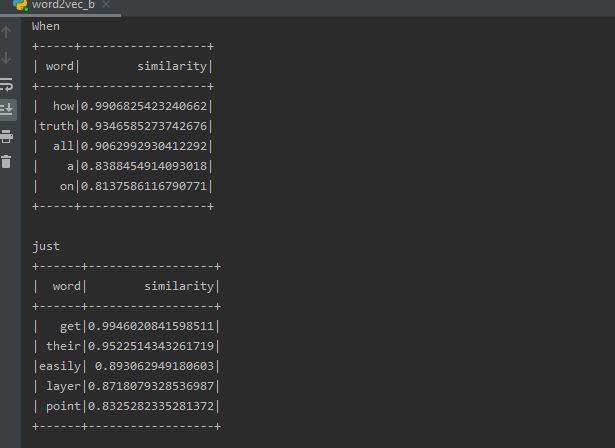 word2vec_b ×
When
+-----+------------------+
| word|        similarity|
+-----+------------------+
|  how|0.9906825423240662|
|truth|0.9346585273742676|
|  all|0.9062992930412292|
|    a|0.8388454914093018|
|   on|0.8137586116790771|
+-----+------------------+
just
+------+------------------+
|  word|        similarity|
+------+------------------+
|   get|0.9946020841598511|
| their|0.9522514343261719|
|easily| 0.893062949180603|
| layer|0.8718079328536987|
| point|0.8325282335281372|
+------+------------------+